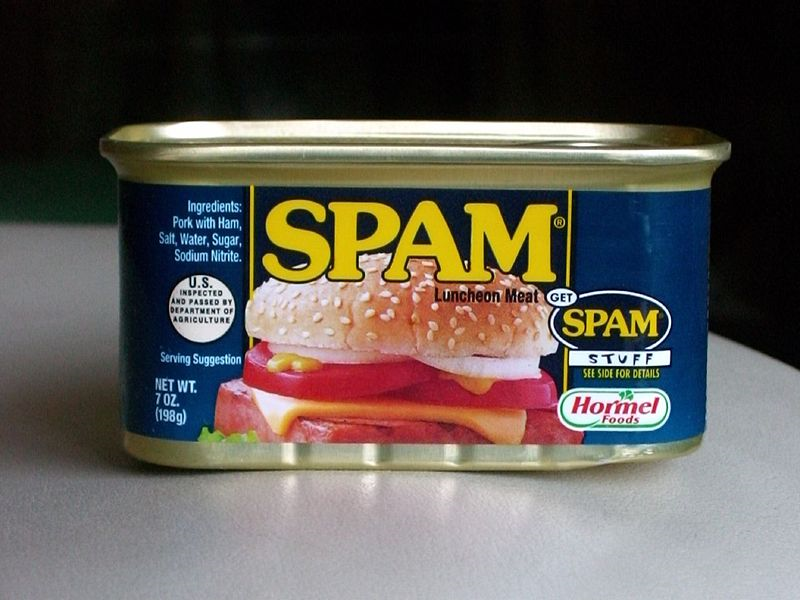 Ingredients:
Pork with Ham,
Salt, Water, Sugar,
Sodium Nitrite.
U.S.
INSPECTED
AND PASSED BY
DEPARTMENT OF
AGRICULTURE
Serving Suggestion
NET WT.
7 OZ.
(198g)
SPAM®
Luncheon Meat
GET
SPAM
STUFF
SEE SIDE FOR DETAILS
Hormel
Foods